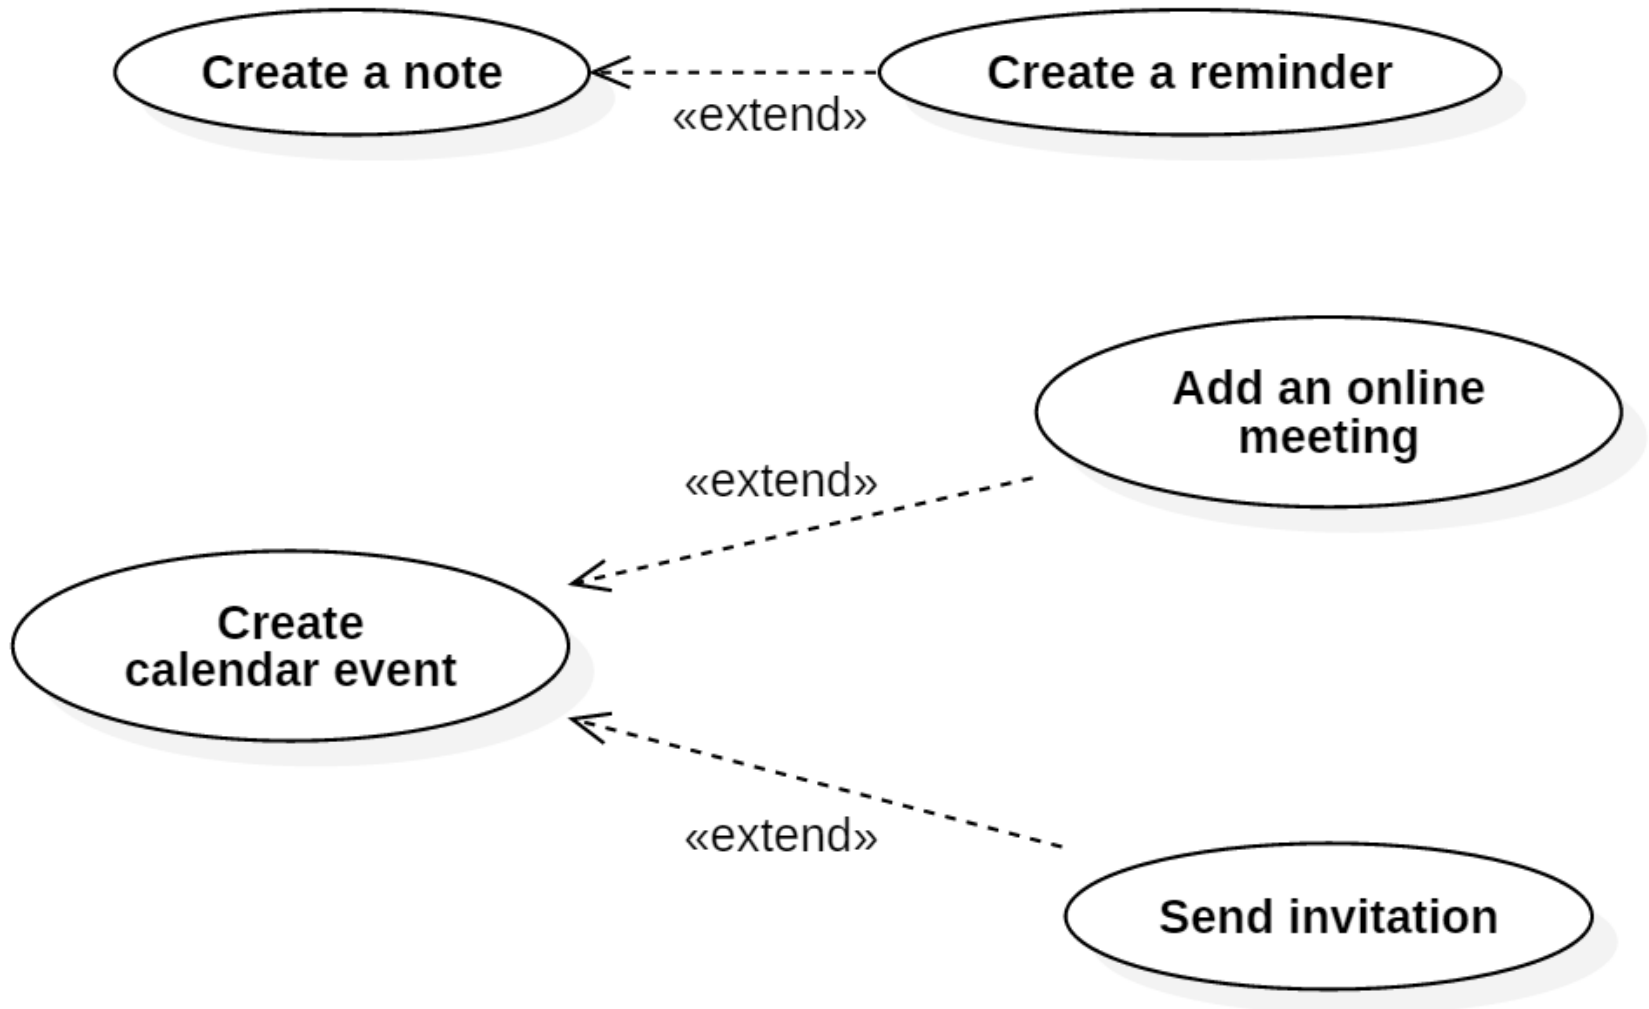 Create a note
Create a reminder
«extend»
Add an online
meeting
«extend»
Create
calendar event
«extend»
Send invitation